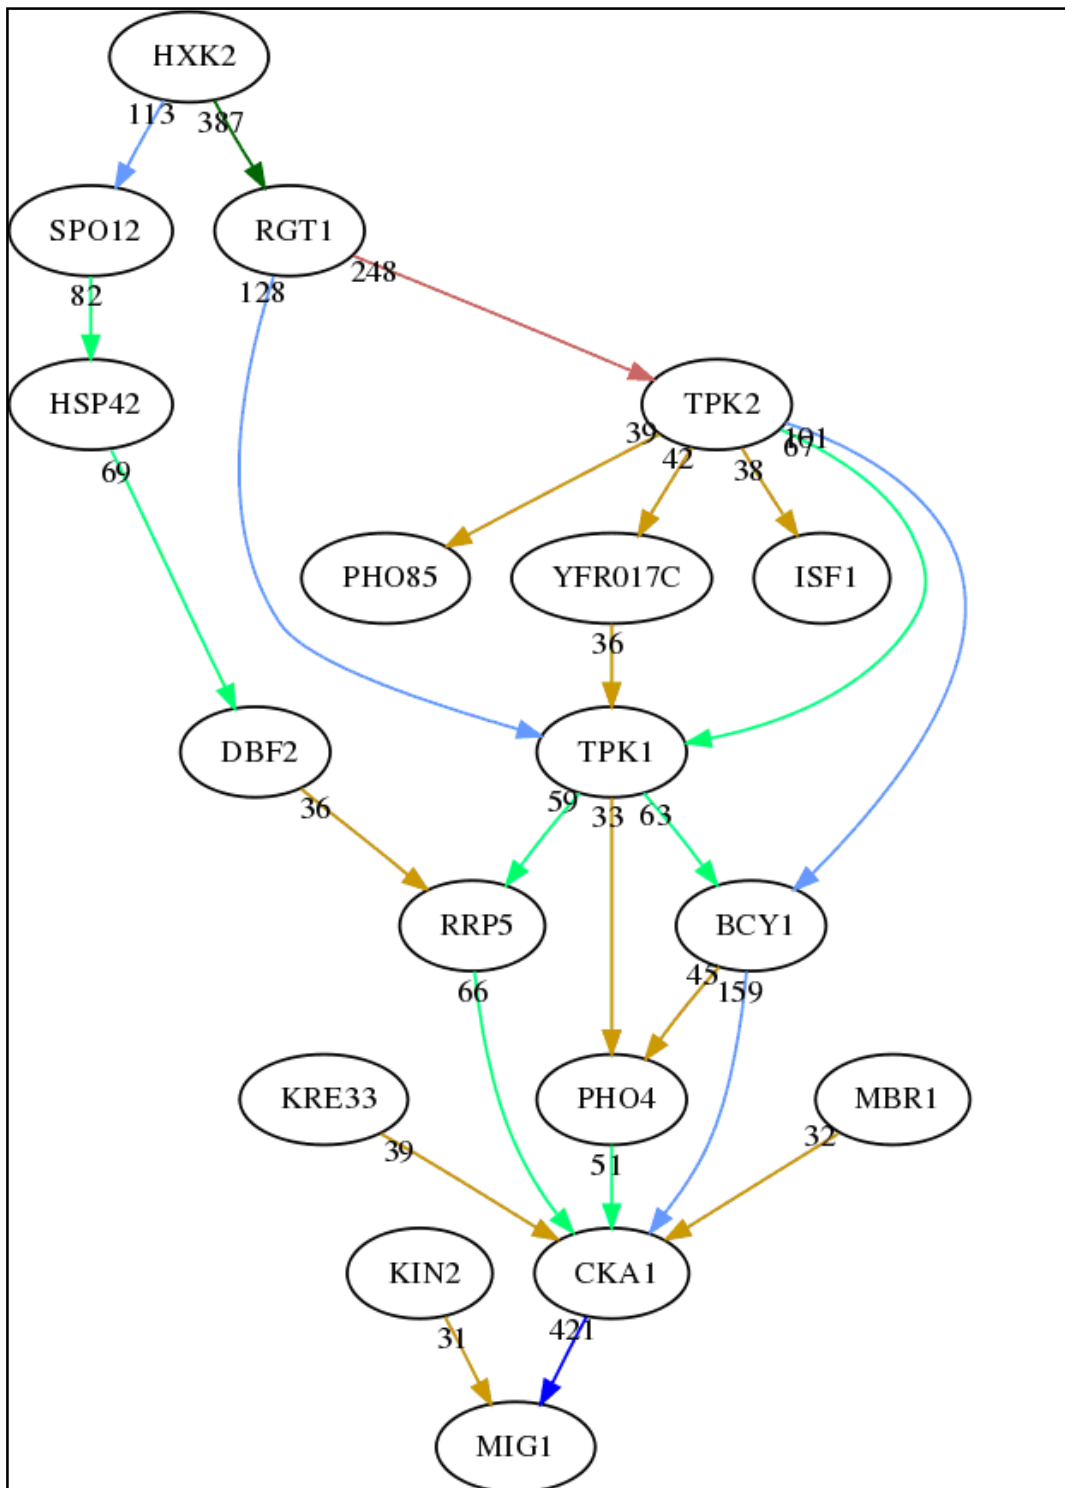 HXK2
113
387
SPO12
RGT1
82
128
248
HSP42
TPK2
69
39
42
38
101
67
PHO85
YFR017C
ISF1
36
DBF2
TPK1
36
59
33
63
RRP5
BCY1
66
45
159
KRE33
PHO4
MBR1
39
51
32
KIN2
CKA1
31
421
MIG1